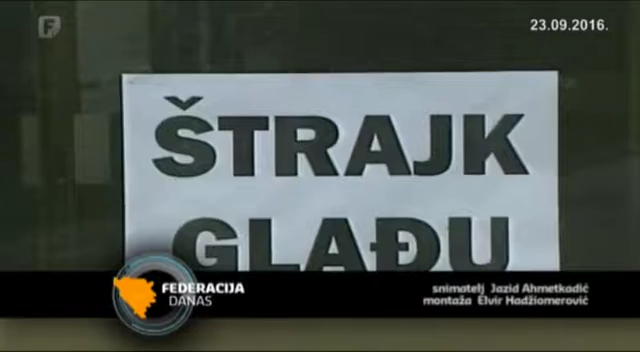 23.09.2016.
ŠTRAJK
GLAĐU
FEDERACIJA
DANAS
snimatelj Jazid Ahmetkadić
montaža Elvir Hadžiomerović